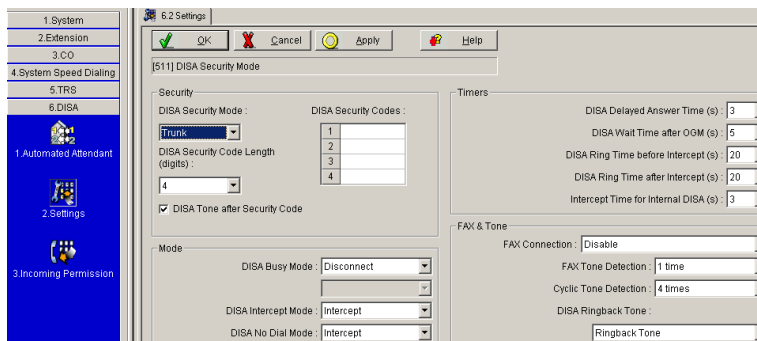 1.System
2.Extension
3.CO
4.System Speed Dialing
5.TRS
6.DISA
1.Automated Attendant
2.Settings
3.Incoming Permission
6.2 Settings
OK Cancel Apply Help
[511] DISA Security Mode
Security
DISA Security Mode :
Trunk
DISA Security Code Length
(digits) :
4
DISA Tone after Security Code
DISA Security Codes :
1
2
3
4
Mode
DISA Busy Mode : Disconnect
DISA Intercept Mode : Intercept
DISA No Dial Mode : Intercept
Timers
DISA Delayed Answer Time (s) : 3
DISA Wait Time after OGM (s) : 5
DISA Ring Time before Intercept (s) : 20
DISA Ring Time after Intercept (s) : 20
Intercept Time for Internal DISA (s) : 3
FAX & Tone
FAX Connection : Disable
FAX Tone Detection : 1 time
Cyclic Tone Detection : 4 times
DISA Ringback Tone :
Ringback Tone